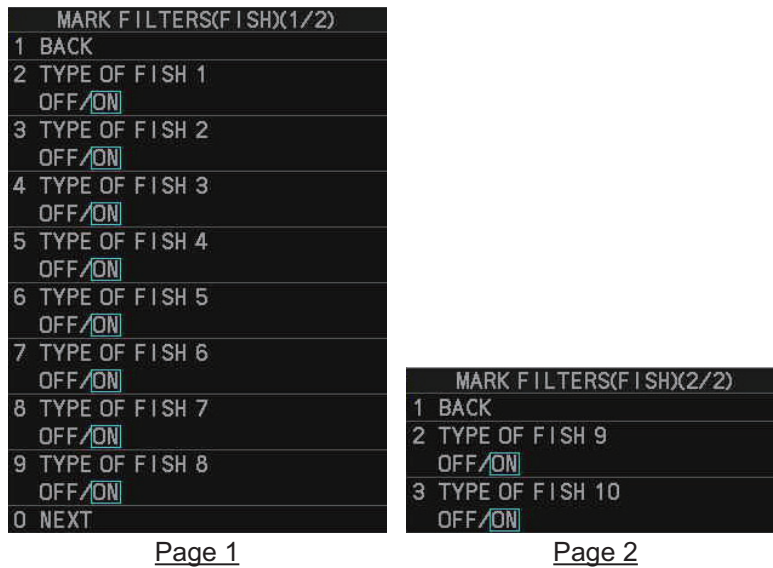 MARK FILTERS(FISH)(1/2)
1 BACK
2 TYPE OF FISH 1
OFF/ON
3 TYPE OF FISH 2
OFF/ON
4 TYPE OF FISH 3
OFF/ON
5 TYPE OF FISH 4
OFF/ON
6 TYPE OF FISH 5
OFF/ON
7 TYPE OF FISH 6
OFF/ON
8 TYPE OF FISH 7
OFF/ON
9 TYPE OF FISH 8
OFF/ON
0 NEXT
Page 1
MARK FILTERS(FISH)(2/2)
1 BACK
2 TYPE OF FISH 9
OFF/ON
3 TYPE OF FISH 10
OFF/ON
Page 2